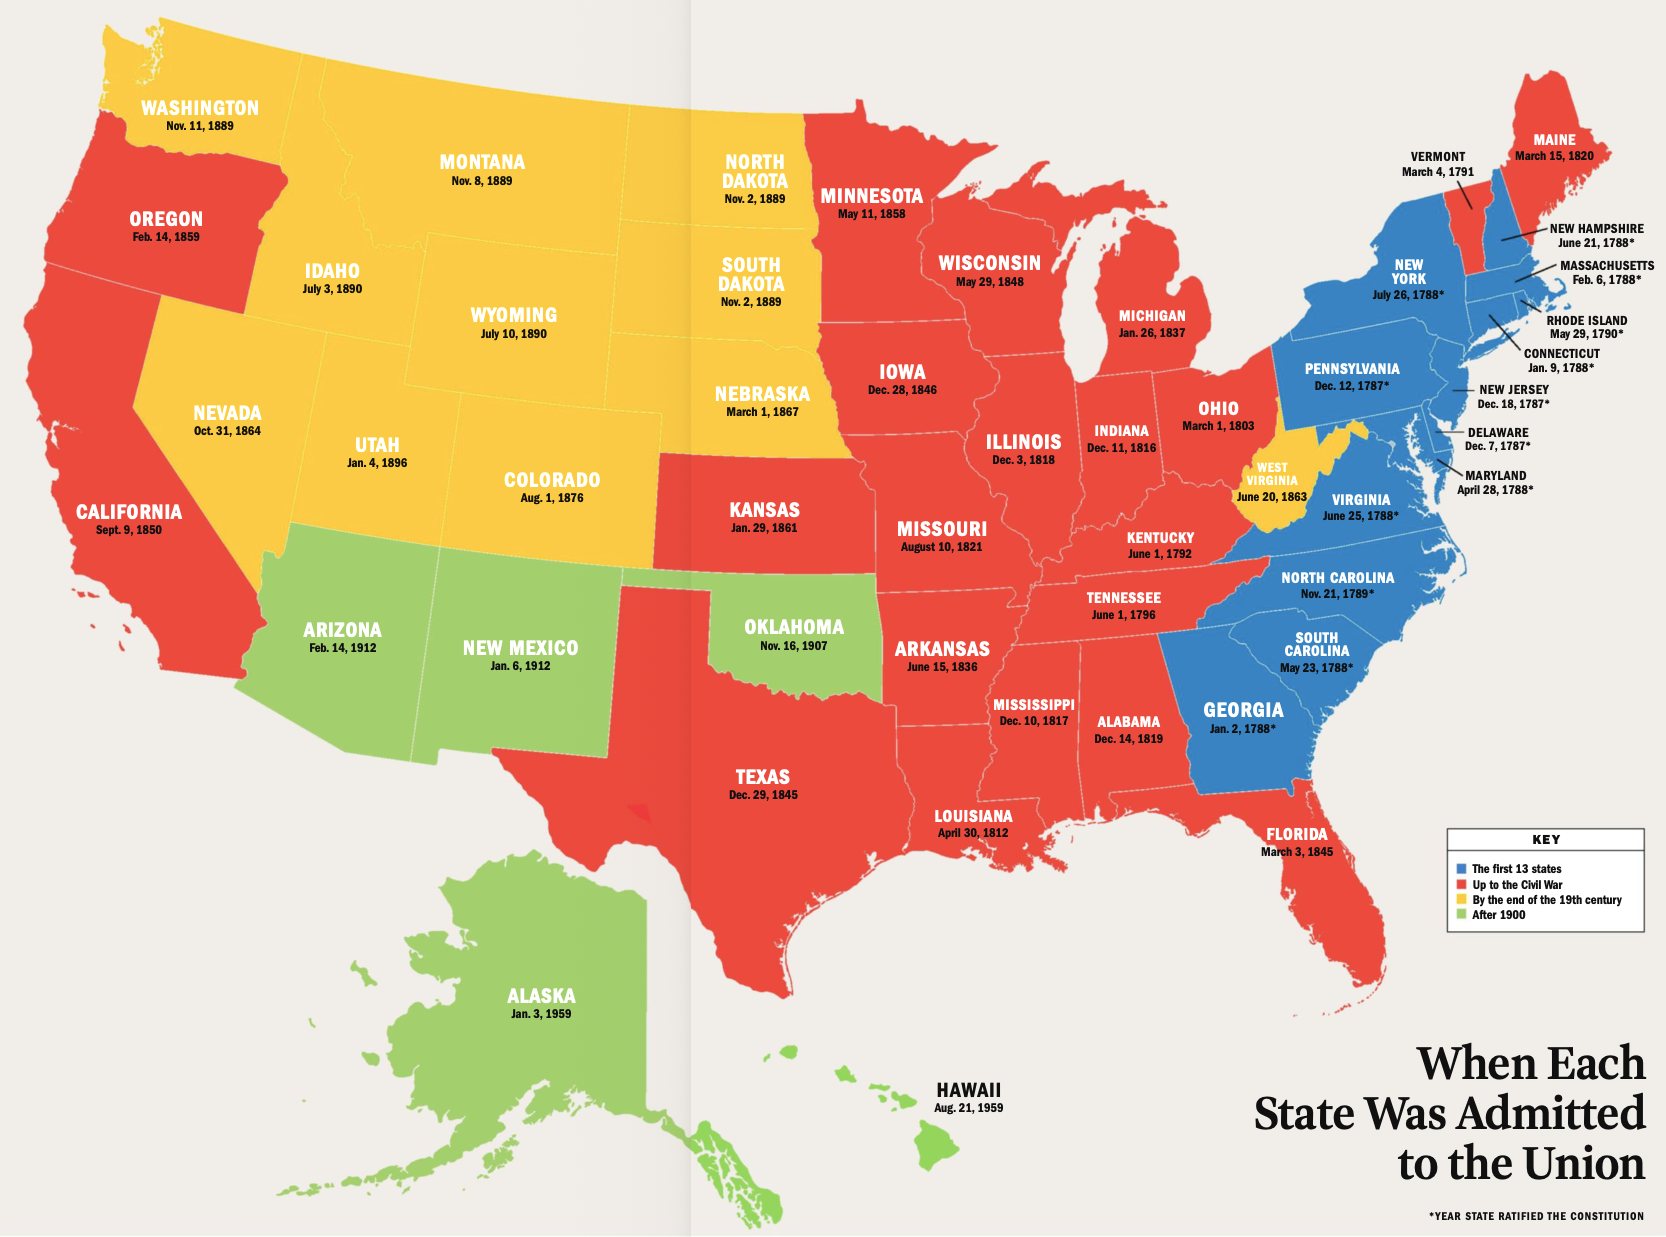 WASHINGTON
Nov. 11, 1889
MONTANA
Nov. 8, 1889
NORTH
DAKOTA
Nov. 2, 1889
MINNESOTA
May 11, 1858
OREGON
Feb. 14, 1859
IDAHO
July 3, 1890
WYOMING
July 10, 1890
SOUTH
DAKOTA
Nov. 2, 1889
WISCONSIN
May 29, 1848
MICHIGAN
Jan. 26, 1837
VERMONT
March 4, 1791
MAINE
March 15, 1820
NEW HAMPSHIRE
June 21, 1788*
MASSACHUSETTS
Feb. 6, 1788*
NEW
YORK
July 26, 1788*
RHODE ISLAND
May 29, 1790*
CONNECTICUT
Jan. 9, 1788*
NEW JERSEY
Dec. 18, 1787*
DELAWARE
Dec. 7, 1787*
MARYLAND
April 28, 1788*
PENNSYLVANIA
Dec. 12, 1787*
NEVADA
Oct. 31, 1864
UTAH
Jan. 4, 1896
COLORADO
Aug. 1, 1876
NEBRASKA
March 1, 1867
IOWA
Dec. 28, 1846
ILLINOIS
Dec. 3, 1818
INDIANA
Dec. 11, 1816
OHIO
March 1, 1803
WEST
VIRGINIA
June 20, 1863
VIRGINIA
June 25, 1788*
CALIFORNIA
Sept. 9, 1850
KANSAS
Jan. 29, 1861
MISSOURI
August 10, 1821
KENTUCKY
June 1, 1792
NORTH CAROLINA
Nov. 21, 1789*
TENNESSEE
June 1, 1796
ARIZONA
Feb. 14, 1912
NEW MEXICO
Jan. 6, 1912
OKLAHOMA
Nov. 16, 1907
ARKANSAS
June 15, 1836
SOUTH
CAROLINA
May 23, 1788*
MISSISSIPPI
Dec. 10, 1817
ALABAMA
Dec. 14, 1819
GEORGIA
Jan. 2, 1788*
TEXAS
Dec. 29, 1845
LOUISIANA
April 30, 1812
FLORIDA
March 3, 1845
ALASKA
Jan. 3, 1959
HAWAII
Aug. 21, 1959
KEY
The first 13 states
Up to the Civil War
By the end of the 19th century
After 1900
When Each
State Was Admitted
to the Union
*YEAR STATE RATIFIED THE CONSTITUTION